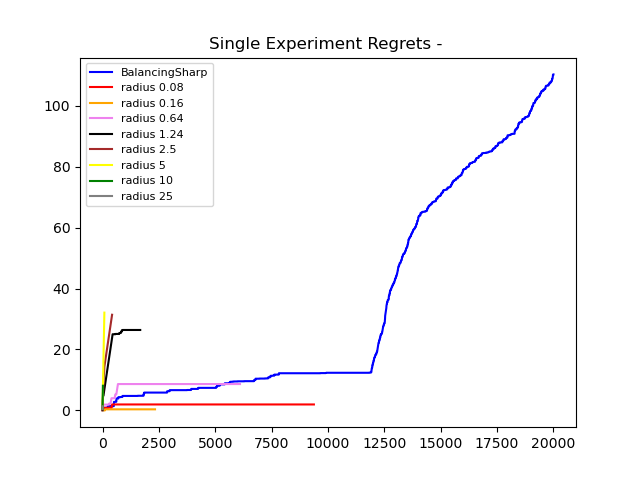 Single Experiment Regrets -
BalancingSharp
radius 0.08
radius 0.16
radius 0.64
radius 1.24
radius 2.5
radius 5
radius 10
radius 25
100
80
60
40
20
0
0 2500 5000 7500 10000 12500 15000 17500 20000